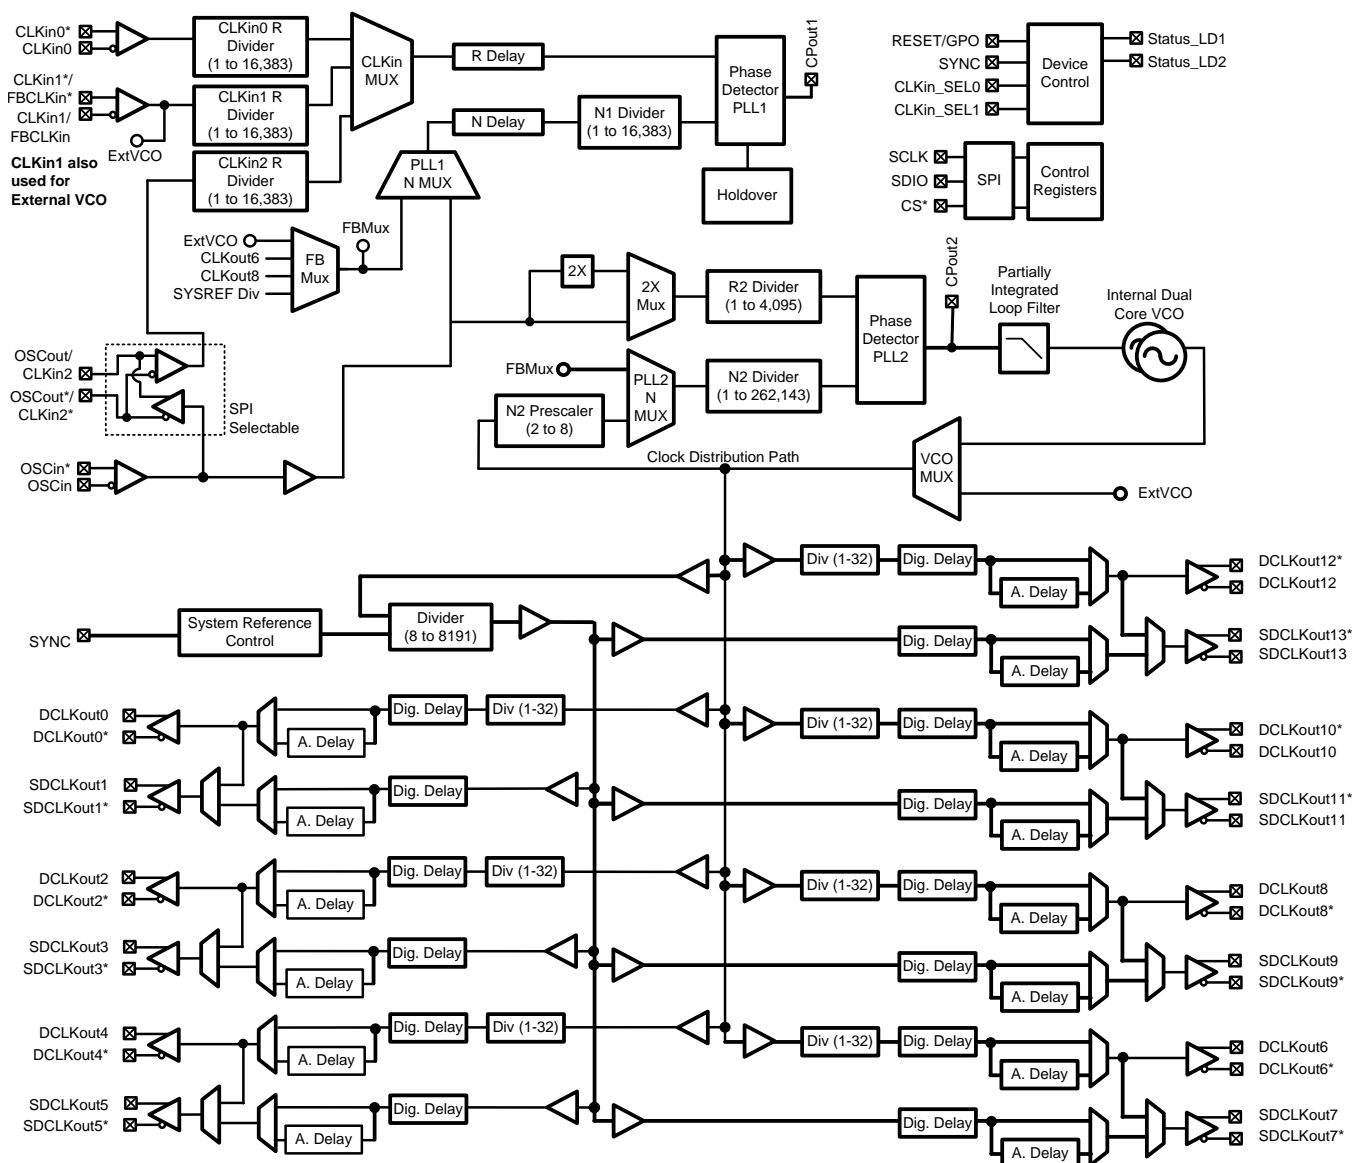 CLKin0*
CLKin0
CLKin0 R
Divider
(1 to 16,383)
CLKin
MUX
R Delay
Phase
Detector
PLL1
CPout1
CLKin1*/
FBCLKin*
CLKin1/
FBCLKin
ExtVCO
CLKin1 R
Divider
(1 to 16,383)
N Delay
N1 Divider
(1 to 16,383)
CLKin1 also
used for
External VCO
CLKin2 R
Divider
(1 to 16,383)
PLL1
N MUX
Holdover
RESET/GPO
SYNC
CLKin_SEL0
CLKin_SEL1
Device
Control
Status_LD1
Status_LD2
SCLK
SDIO
CS*
SPI
Control
Registers
ExtVCO
CLKout6
CLKout8
SYSREF Div
FB
Mux
FBMux
2X
2X
Mux
R2 Divider
(1 to 4,095)
Phase
Detector
PLL2
CPout2
Partially
Integrated
Loop Filter
Internal Dual
Core VCO
OSCout/
CLKin2
OSCout*/
CLKin2*
SPI
Selectable
FBMux
PLL2
N
MUX
N2 Divider
(1 to 262,143)
N2 Prescaler
(2 to 8)
OSCin*
OSCin
Clock Distribution Path
VCO
MUX
ExtVCO
SYNC
System Reference
Control
Divider
(8 to 8191)
Div (1-32)
Dig. Delay
A. Delay
DCLKout12*
DCLKout12
Dig. Delay
A. Delay
SDCLKout13*
SDCLKout13
DCLKout0
DCLKout0*
A. Delay
Dig. Delay
Div (1-32)
Div (1-32)
Dig. Delay
A. Delay
DCLKout10*
DCLKout10
SDCLKout1
SDCLKout1*
A. Delay
Dig. Delay
Dig. Delay
A. Delay
SDCLKout11*
SDCLKout11
DCLKout2
DCLKout2*
A. Delay
Dig. Delay
Div (1-32)
Div (1-32)
Dig. Delay
A. Delay
DCLKout8
DCLKout8*
SDCLKout3
SDCLKout3*
A. Delay
Dig. Delay
Dig. Delay
A. Delay
SDCLKout9
SDCLKout9*
DCLKout4
DCLKout4*
A. Delay
Dig. Delay
Div (1-32)
Div (1-32)
Dig. Delay
A. Delay
DCLKout6
DCLKout6*
SDCLKout5
SDCLKout5*
A. Delay
Dig. Delay
Dig. Delay
A. Delay
SDCLKout7
SDCLKout7*